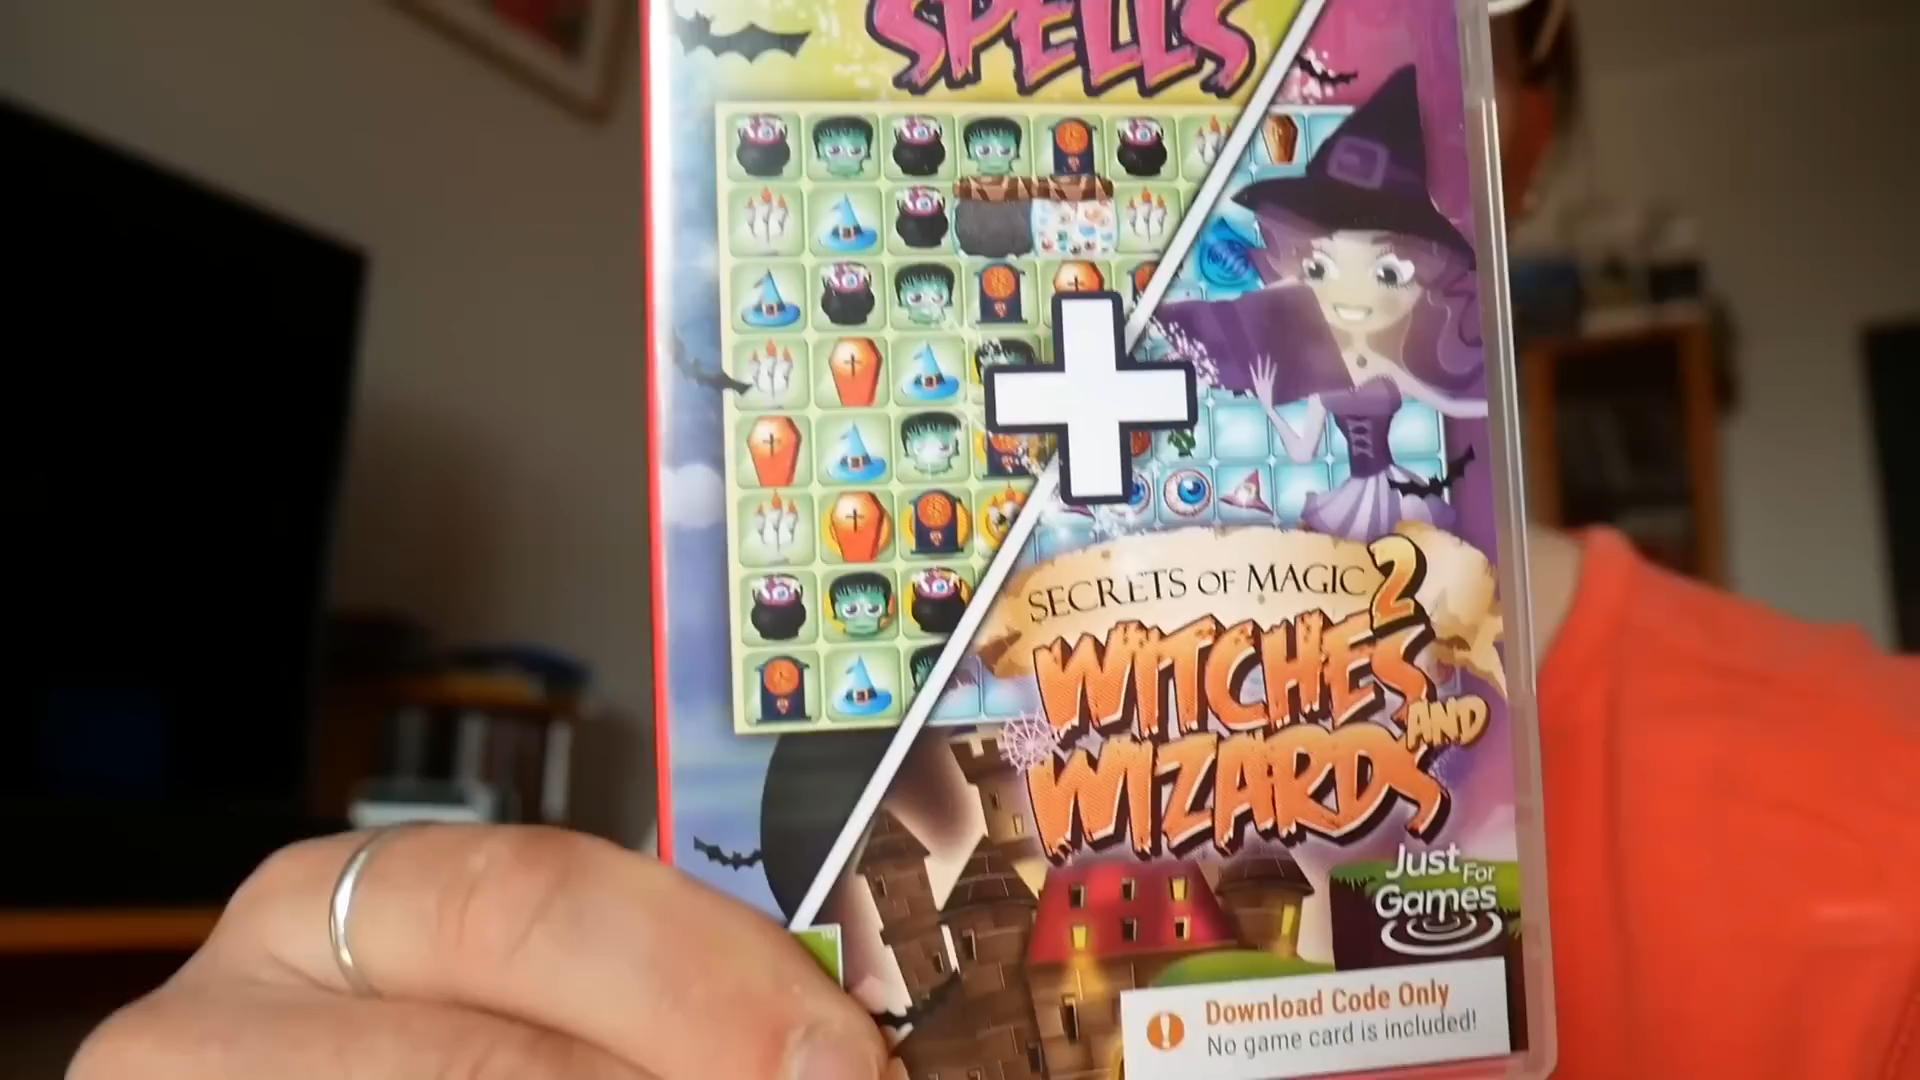 SPELLS
SECRETS OF MAGIC 2
WITCHES
AND
WIZARDS
Just For
Games
Download Code Only
No game card is included!